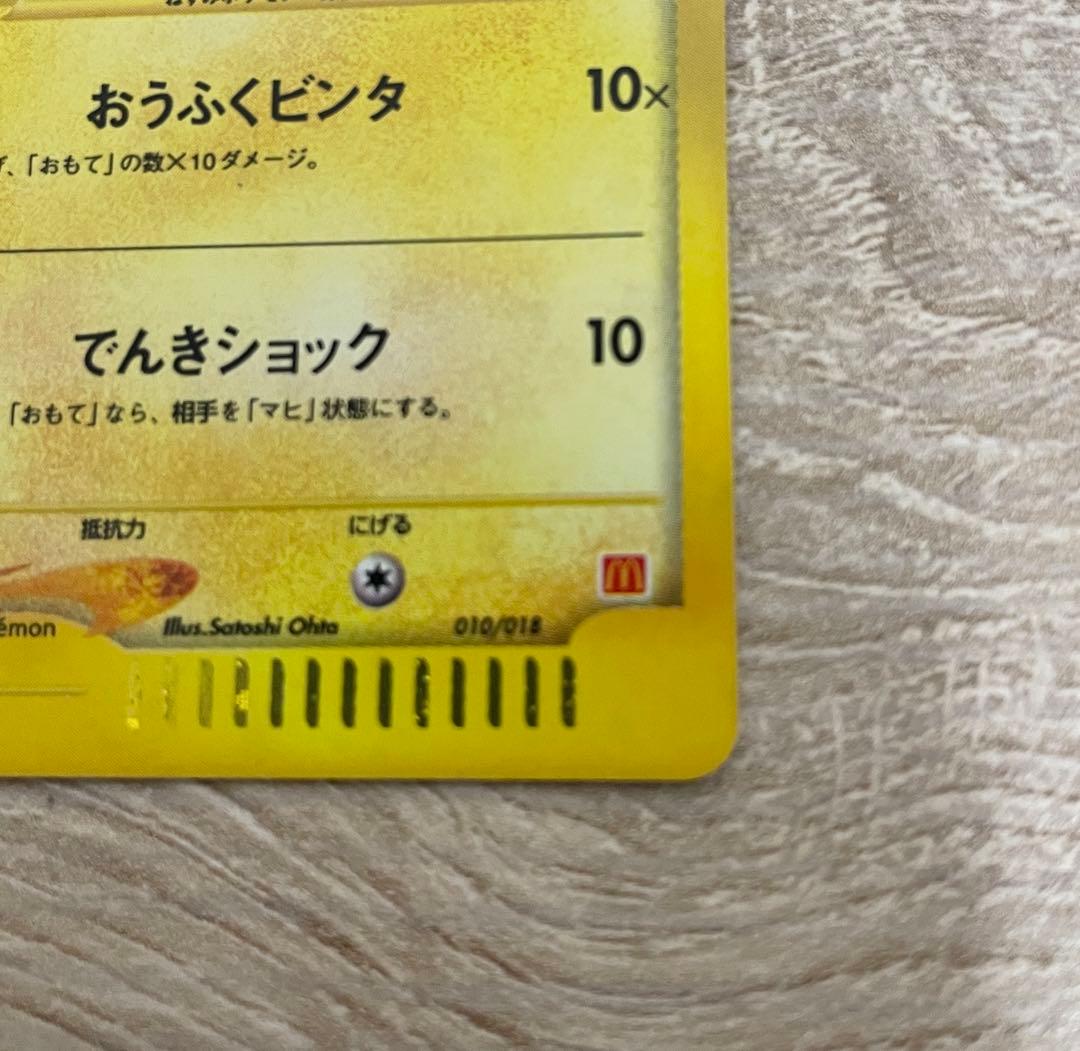 おうふくビンタ 10×
、「おもて」の数×10ダメージ。
でんきショック 10
「おもて」なら、相手を「マヒ」状態にする。
抵抗力 にげる
émon Illus.Satoshi Ohta 010/018